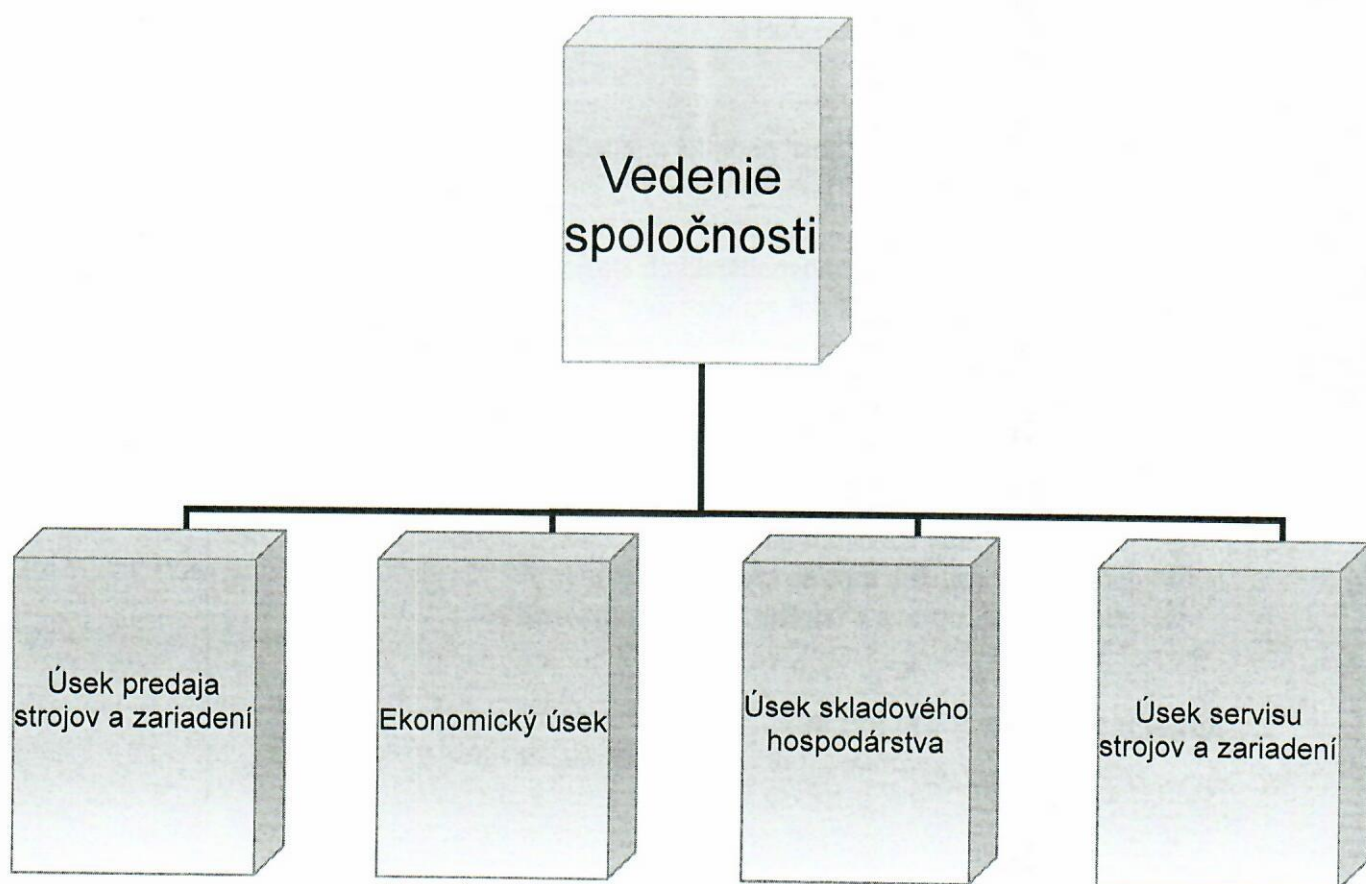 Vedenie
spoločnosti
Úsek predaja
strojov a zariadení
Ekonomický úsek
Úsek skladového
hospodárstva
Úsek servisu
strojov a zariadení